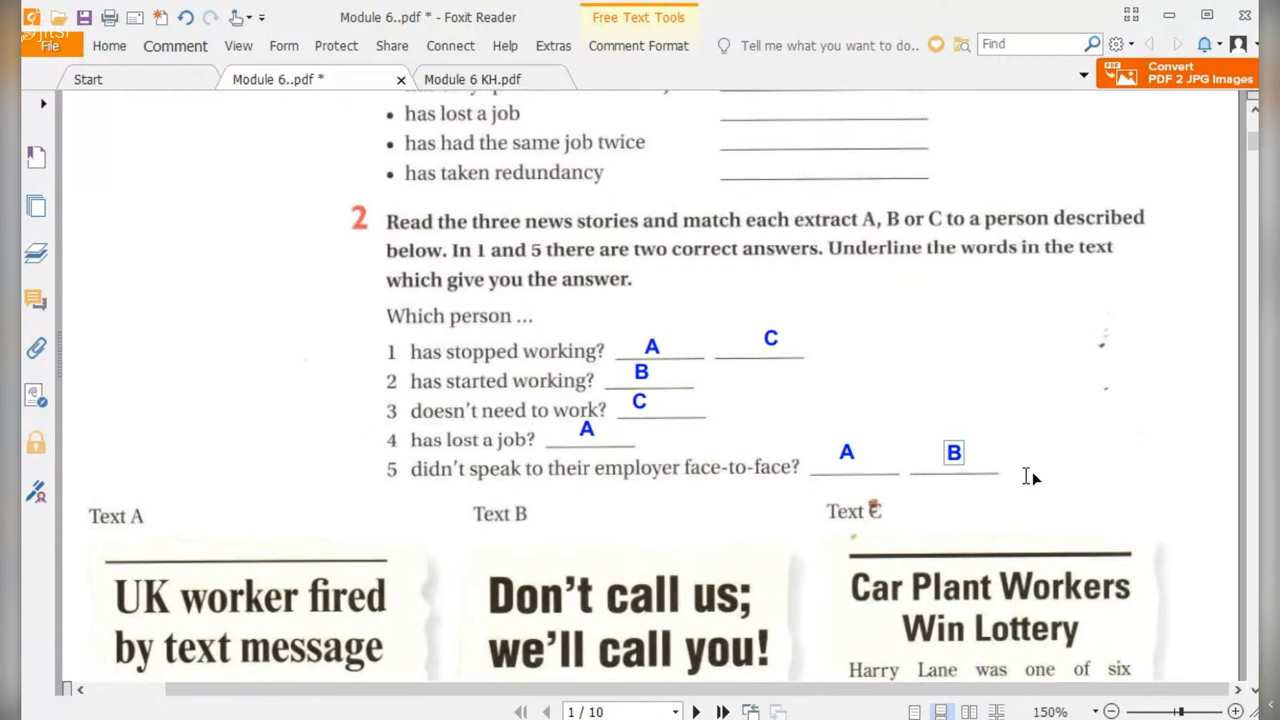 Module 6..pdf * - Foxit Reader
Free Text Tools
jitsi
File Home Comment View Form Protect Share Connect Help Extras Comment Format Tell me what you want to do.. Find
Start Module 6..pdf * Module 6 KH.pdf
Convert
PDF 2 JPG Images
• has lost a job
• has had the same job twice
• has taken redundancy
2 Read the three news stories and match each extract A, B or C to a person described
below. In 1 and 5 there are two correct answers. Underline the words in the text
which give you the answer.
Which person ...
1 has stopped working? A C
2 has started working? B
3 doesn't need to work? C
4 has lost a job? A
5 didn't speak to their employer face-to-face? A B
Text A Text B Text C
UK worker fired
by text message
Don't call us;
we'll call you!
Car Plant Workers
Win Lottery
Harry Lane was one of six
1 / 10 150%